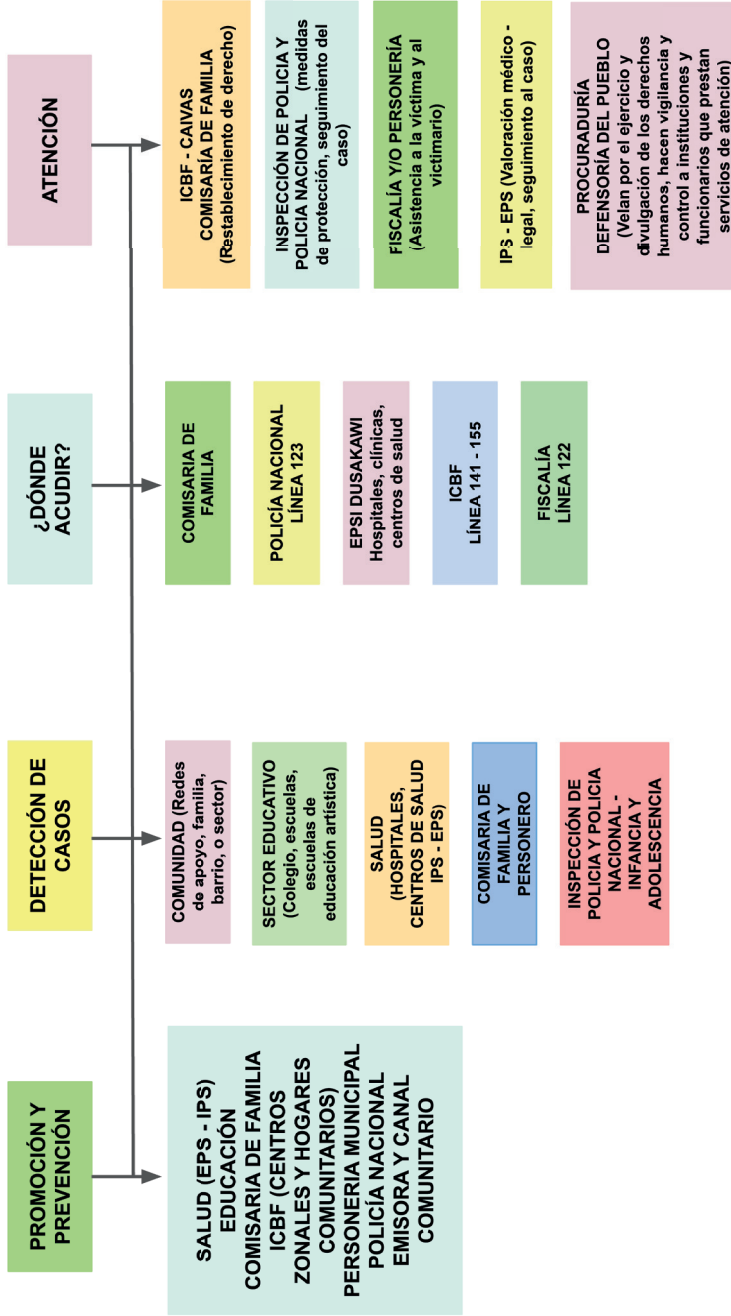 PROMOCIÓN Y
PREVENCIÓN
SALUD (EPS - IPS)
EDUCACIÓN
COMISARIA DE FAMILIA
ICBF (CENTROS
ZONALES Y HOGARES
COMUNITARIOS)
PERSONERIA MUNICIPAL
POLICÍA NACIONAL
EMISORA Y CANAL
COMUNITARIO
DETECCIÓN DE
CASOS
COMUNIDAD (Redes
de apoyo, familia,
barrio, o sector)
SECTOR EDUCATIVO
(Colegio, escuelas,
escuelas de
educación artística)
SALUD
(HOSPITALES,
CENTROS DE SALUD
IPS - EPS)
COMISARIA DE
FAMILIA Y
PERSONERO
INSPECCIÓN DE
POLICIA Y POLICIA
NACIONAL -
INFANCIA Y
ADOLESCENCIA
¿DÓNDE
ACUDIR?
COMISARIA DE
FAMILIA
POLICÍA NACIONAL
LÍNEA 123
EPSI DUSAKAWI
Hospitales, clínicas,
centros de salud
ICBF
LÍNEA 141 - 155
FISCALÍA
LÍNEA 122
ATENCIÓN
ICBF - CAIVAS
COMISARÍA DE FAMILIA
(Restablecimiento de derecho)
INSPECCIÓN DE POLICIA Y
POLICIA NACIONAL (medidas
de protección, seguimiento del
caso)
FISCALÍA Y/O PERSONERÍA
(Asistencia a la víctima y al
victimario)
IPS - EPS (Valoración médico -
legal, seguimiento al caso)
PROCURADURÍA
DEFENSORÍA DEL PUEBLO
(Velan por el ejercicio y
divulgación de los derechos
humanos, hacen vigilancia y
control a instituciones y
funcionarios que prestan
servicios de atención)